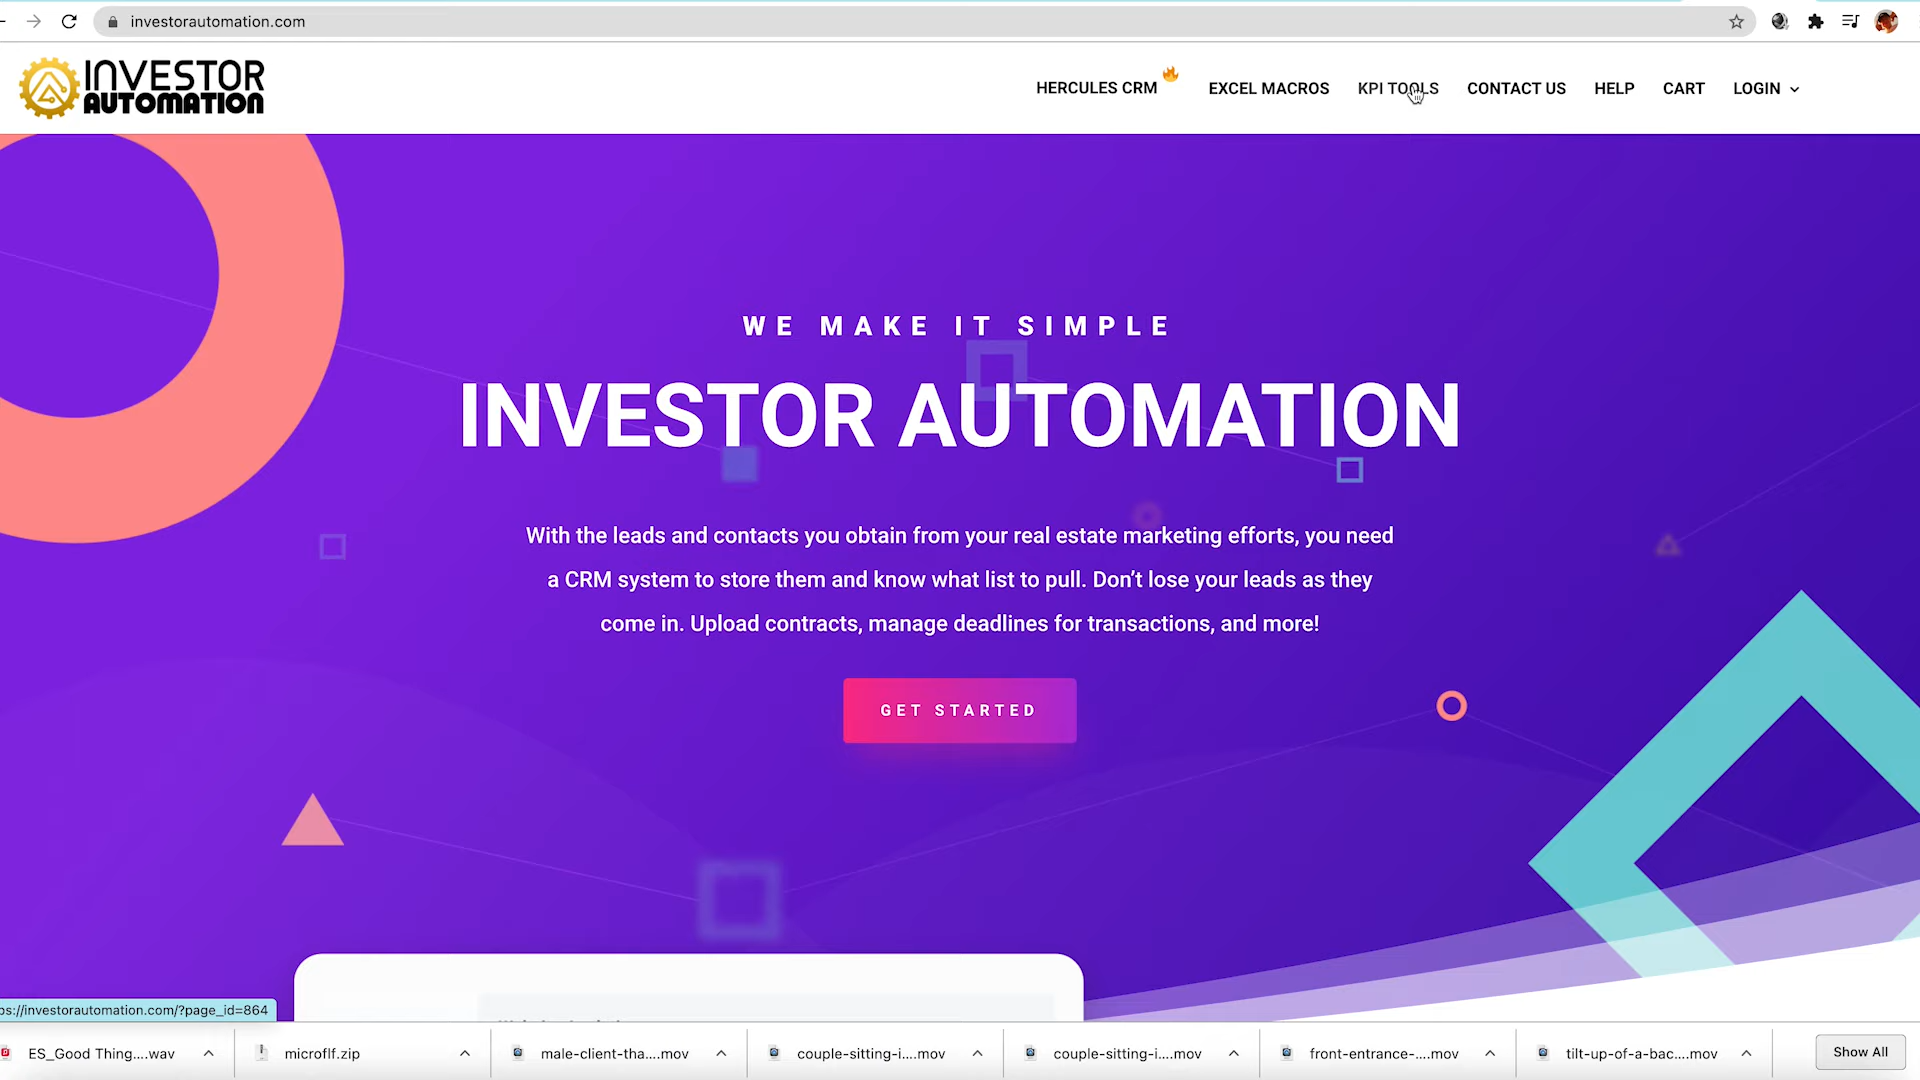 investorautomation.com
INVESTOR
AUTOMATION
HERCULES CRM
EXCEL MACROS
KPI TOOLS
CONTACT US
HELP
CART
LOGIN
WE MAKE IT SIMPLE
INVESTOR AUTOMATION
With the leads and contacts you obtain from your real estate marketing efforts, you need
a CRM system to store them and know what list to pull. Don’t lose your leads as they
come in. Upload contracts, manage deadlines for transactions, and more!
GET STARTED
ps://investorautomation.com/?page_id=864
ES_Good Thing....wav
microflf.zip
male-client-tha....mov
couple-sitting-i....mov
couple-sitting-i....mov
front-entrance-....mov
tilt-up-of-a-bac....mov
Show All